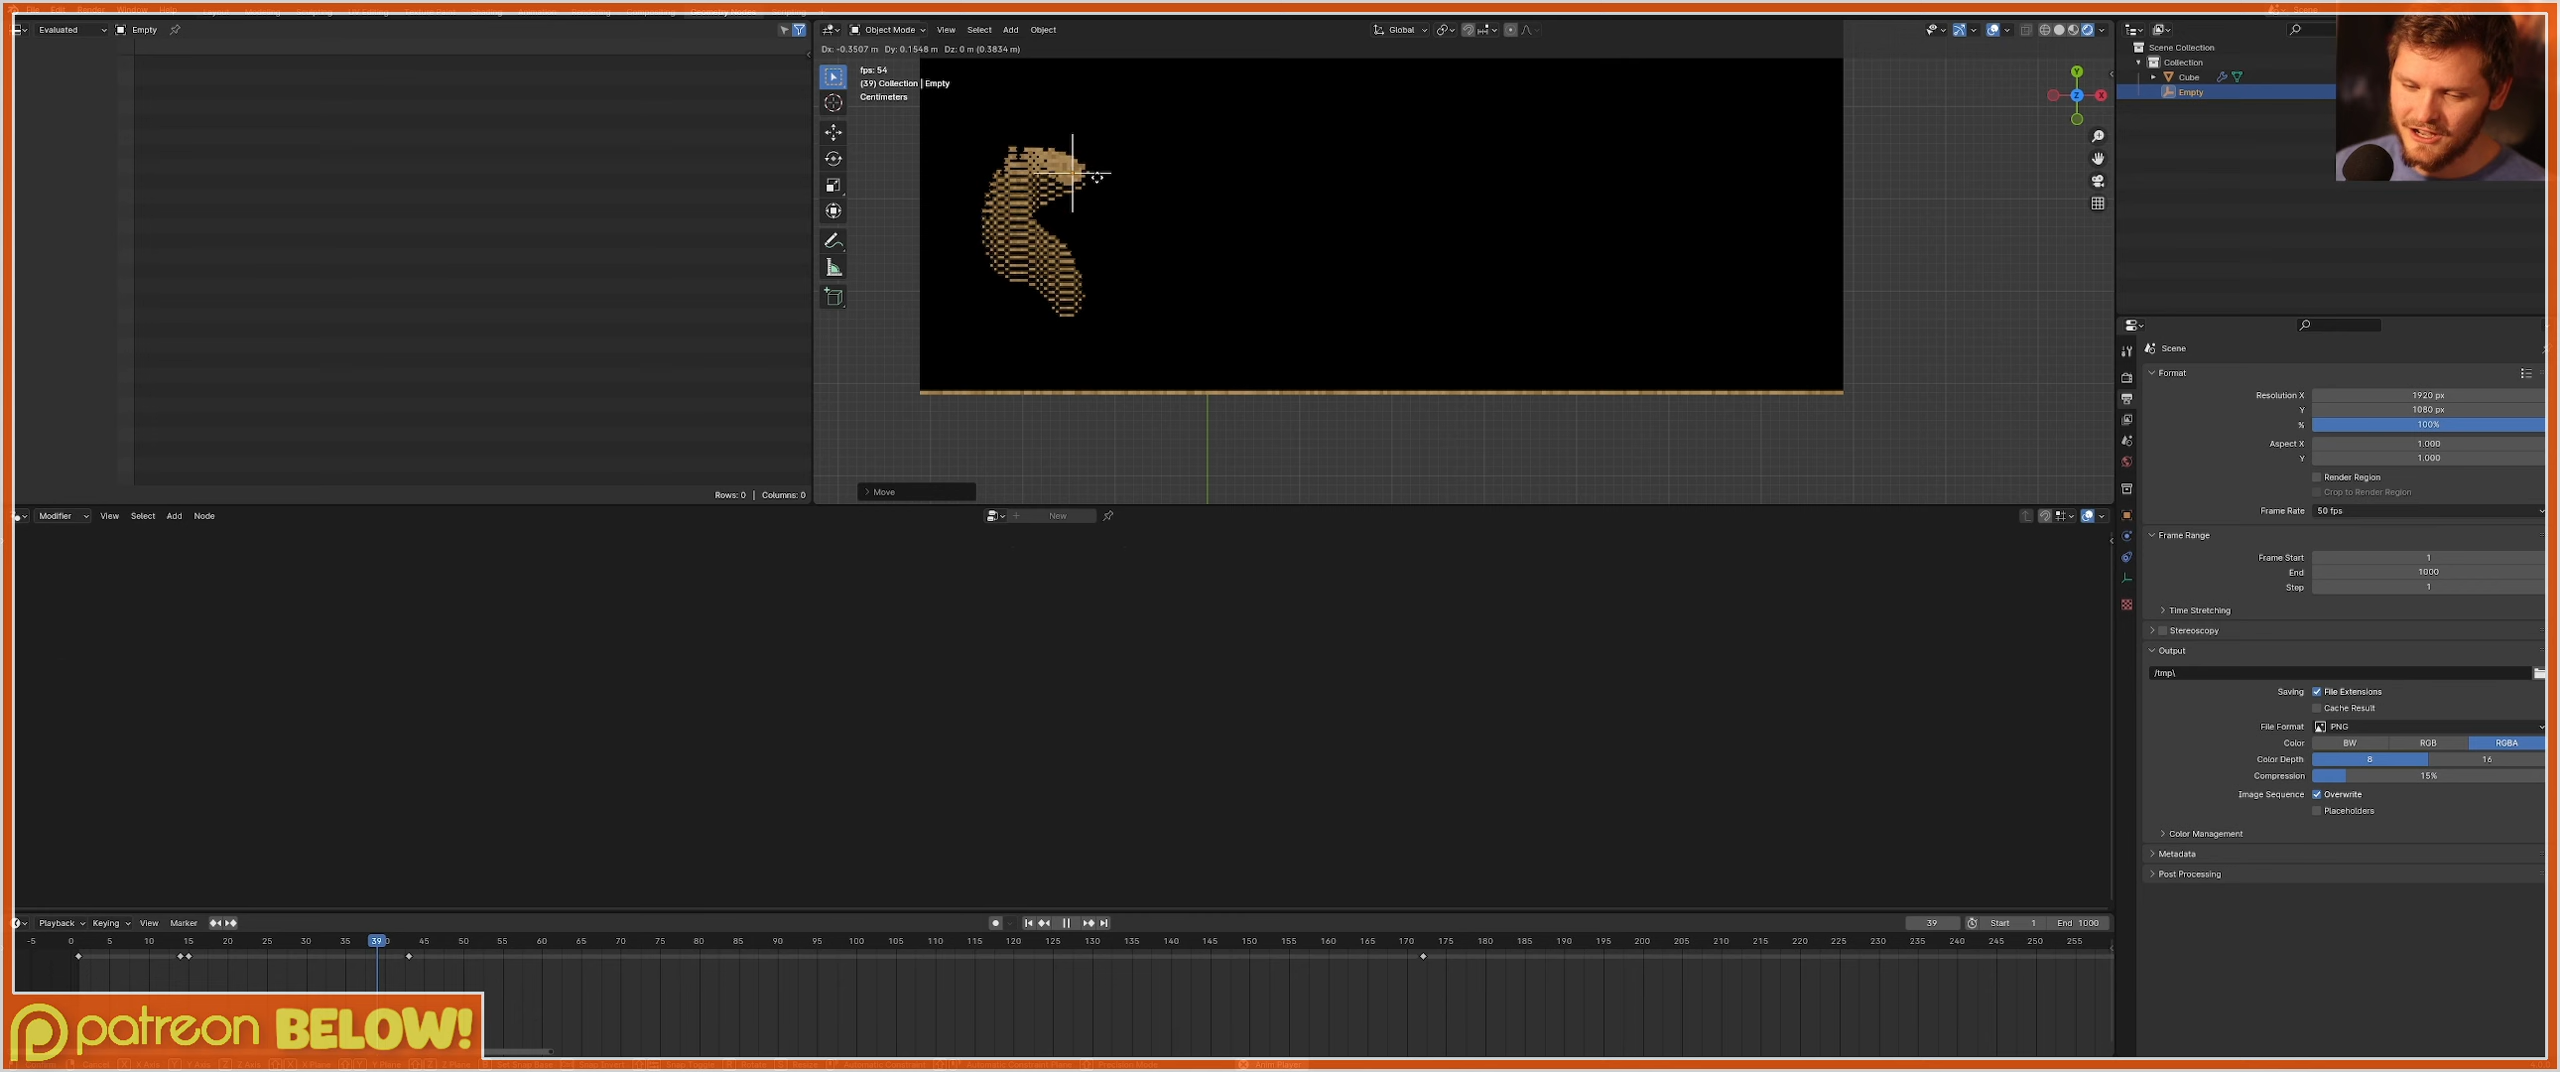 File Edit Render Window Help
Evaluated
Empty
Object Mode
View
Select
Add
Object
Global
Dx: -0.3507 m Dy: 0.1548 m Dz: 0 m (0.3834 m)
fps: 54
(39) Collection | Empty
Centimeters
Y
Z
X
Move
Rows: 0 | Columns: 0
Scene Collection
Collection
Cube
Empty
Scene
Format
Resolution X 1920 px
Y 1080 px
% 100%
Aspect X 1.000
Y 1.000
Render Region
Crop to Render Region
Frame Rate 50 fps
Frame Range
Frame Start 1
End 1000
Step 1
Time Stretching
Stereoscopy
Output
/tmp\
Saving File Extensions
Cache Result
File Format PNG
Color BW RGB RGBA
Color Depth 8 16
Compression 15%
Image Sequence Overwrite
Placeholders
Color Management
Metadata
Post Processing
Modifier
View
Select
Add
Node
New
Playback
Keying
View
Marker
39
Start 1
End 1000
-5 0 5 10 15 20 25 30 35 39 45 50 55 60 65 70 75 80 85 90 95 100 105 110 115 120 125 130 135 140 145 150 155 160 165 170 175 180 185 190 195 200 205 210 215 220 225 230 235 240 245 250 255
patreon BELOW!